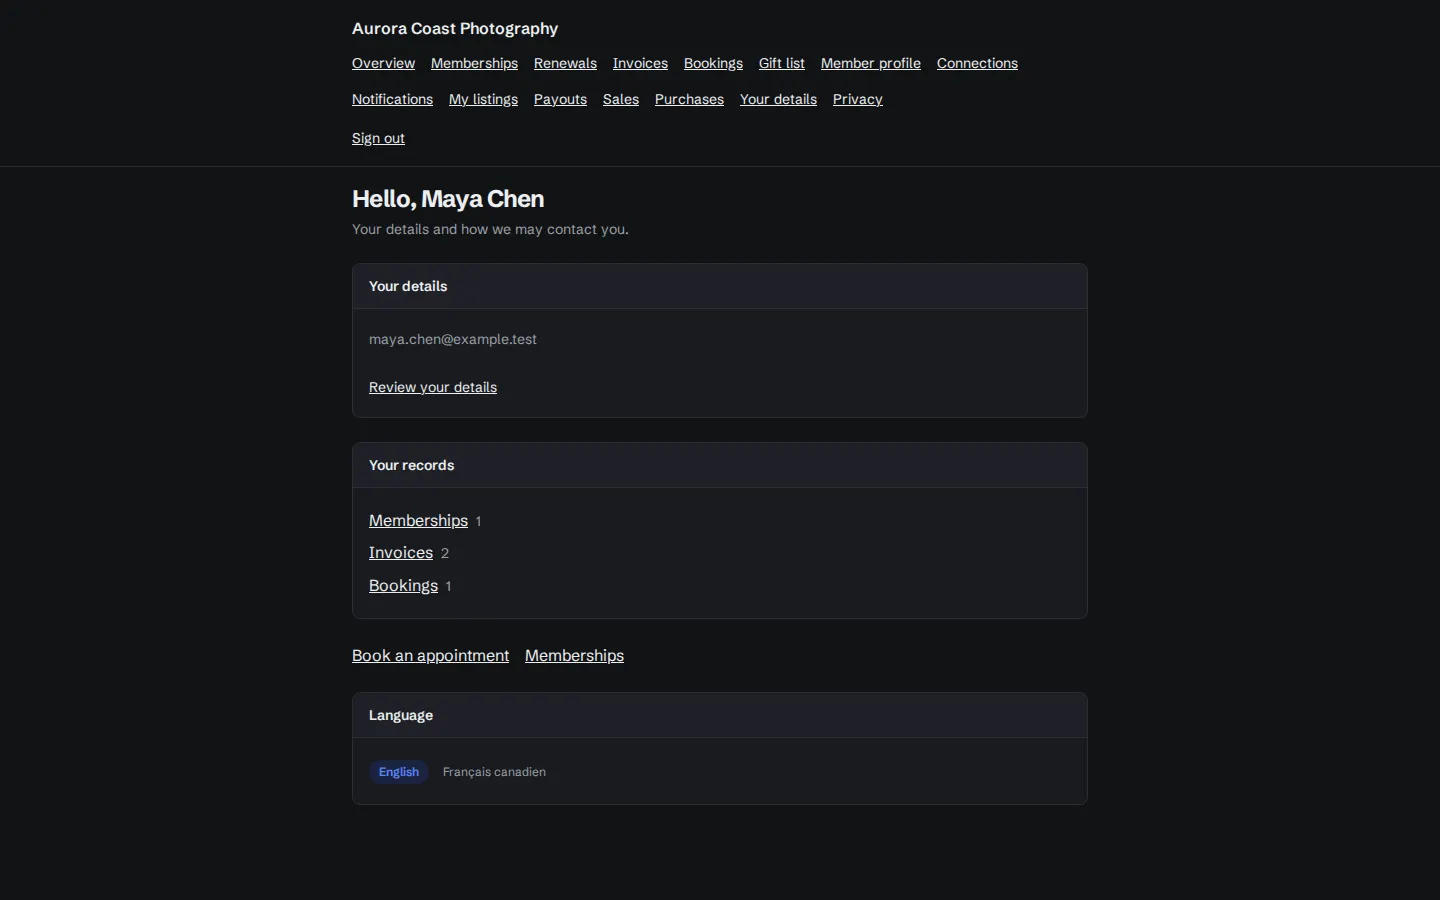 Aurora Coast Photography
Overview Memberships Renewals Invoices Bookings Gift list Member profile Connections
Notifications My listings Payouts Sales Purchases Your details Privacy
Sign out
Hello, Maya Chen
Your details and how we may contact you.
Your details
maya.chen@example.test
Review your details
Your records
Memberships 1
Invoices 2
Bookings 1
Book an appointment Memberships
Language
English Français canadien